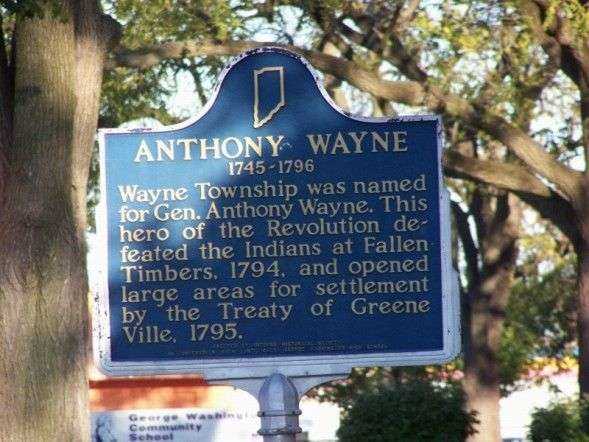 ANTHONY WAYNE
1745-1796
Wayne Township was named
for Gen. Anthony Wayne. This
hero of the Revolution de-
feated the Indians at Fallen
Timbers, 1794, and opened
large areas for settlement
by the Treaty of Greene
Ville, 1795.
George Washing
Community
School